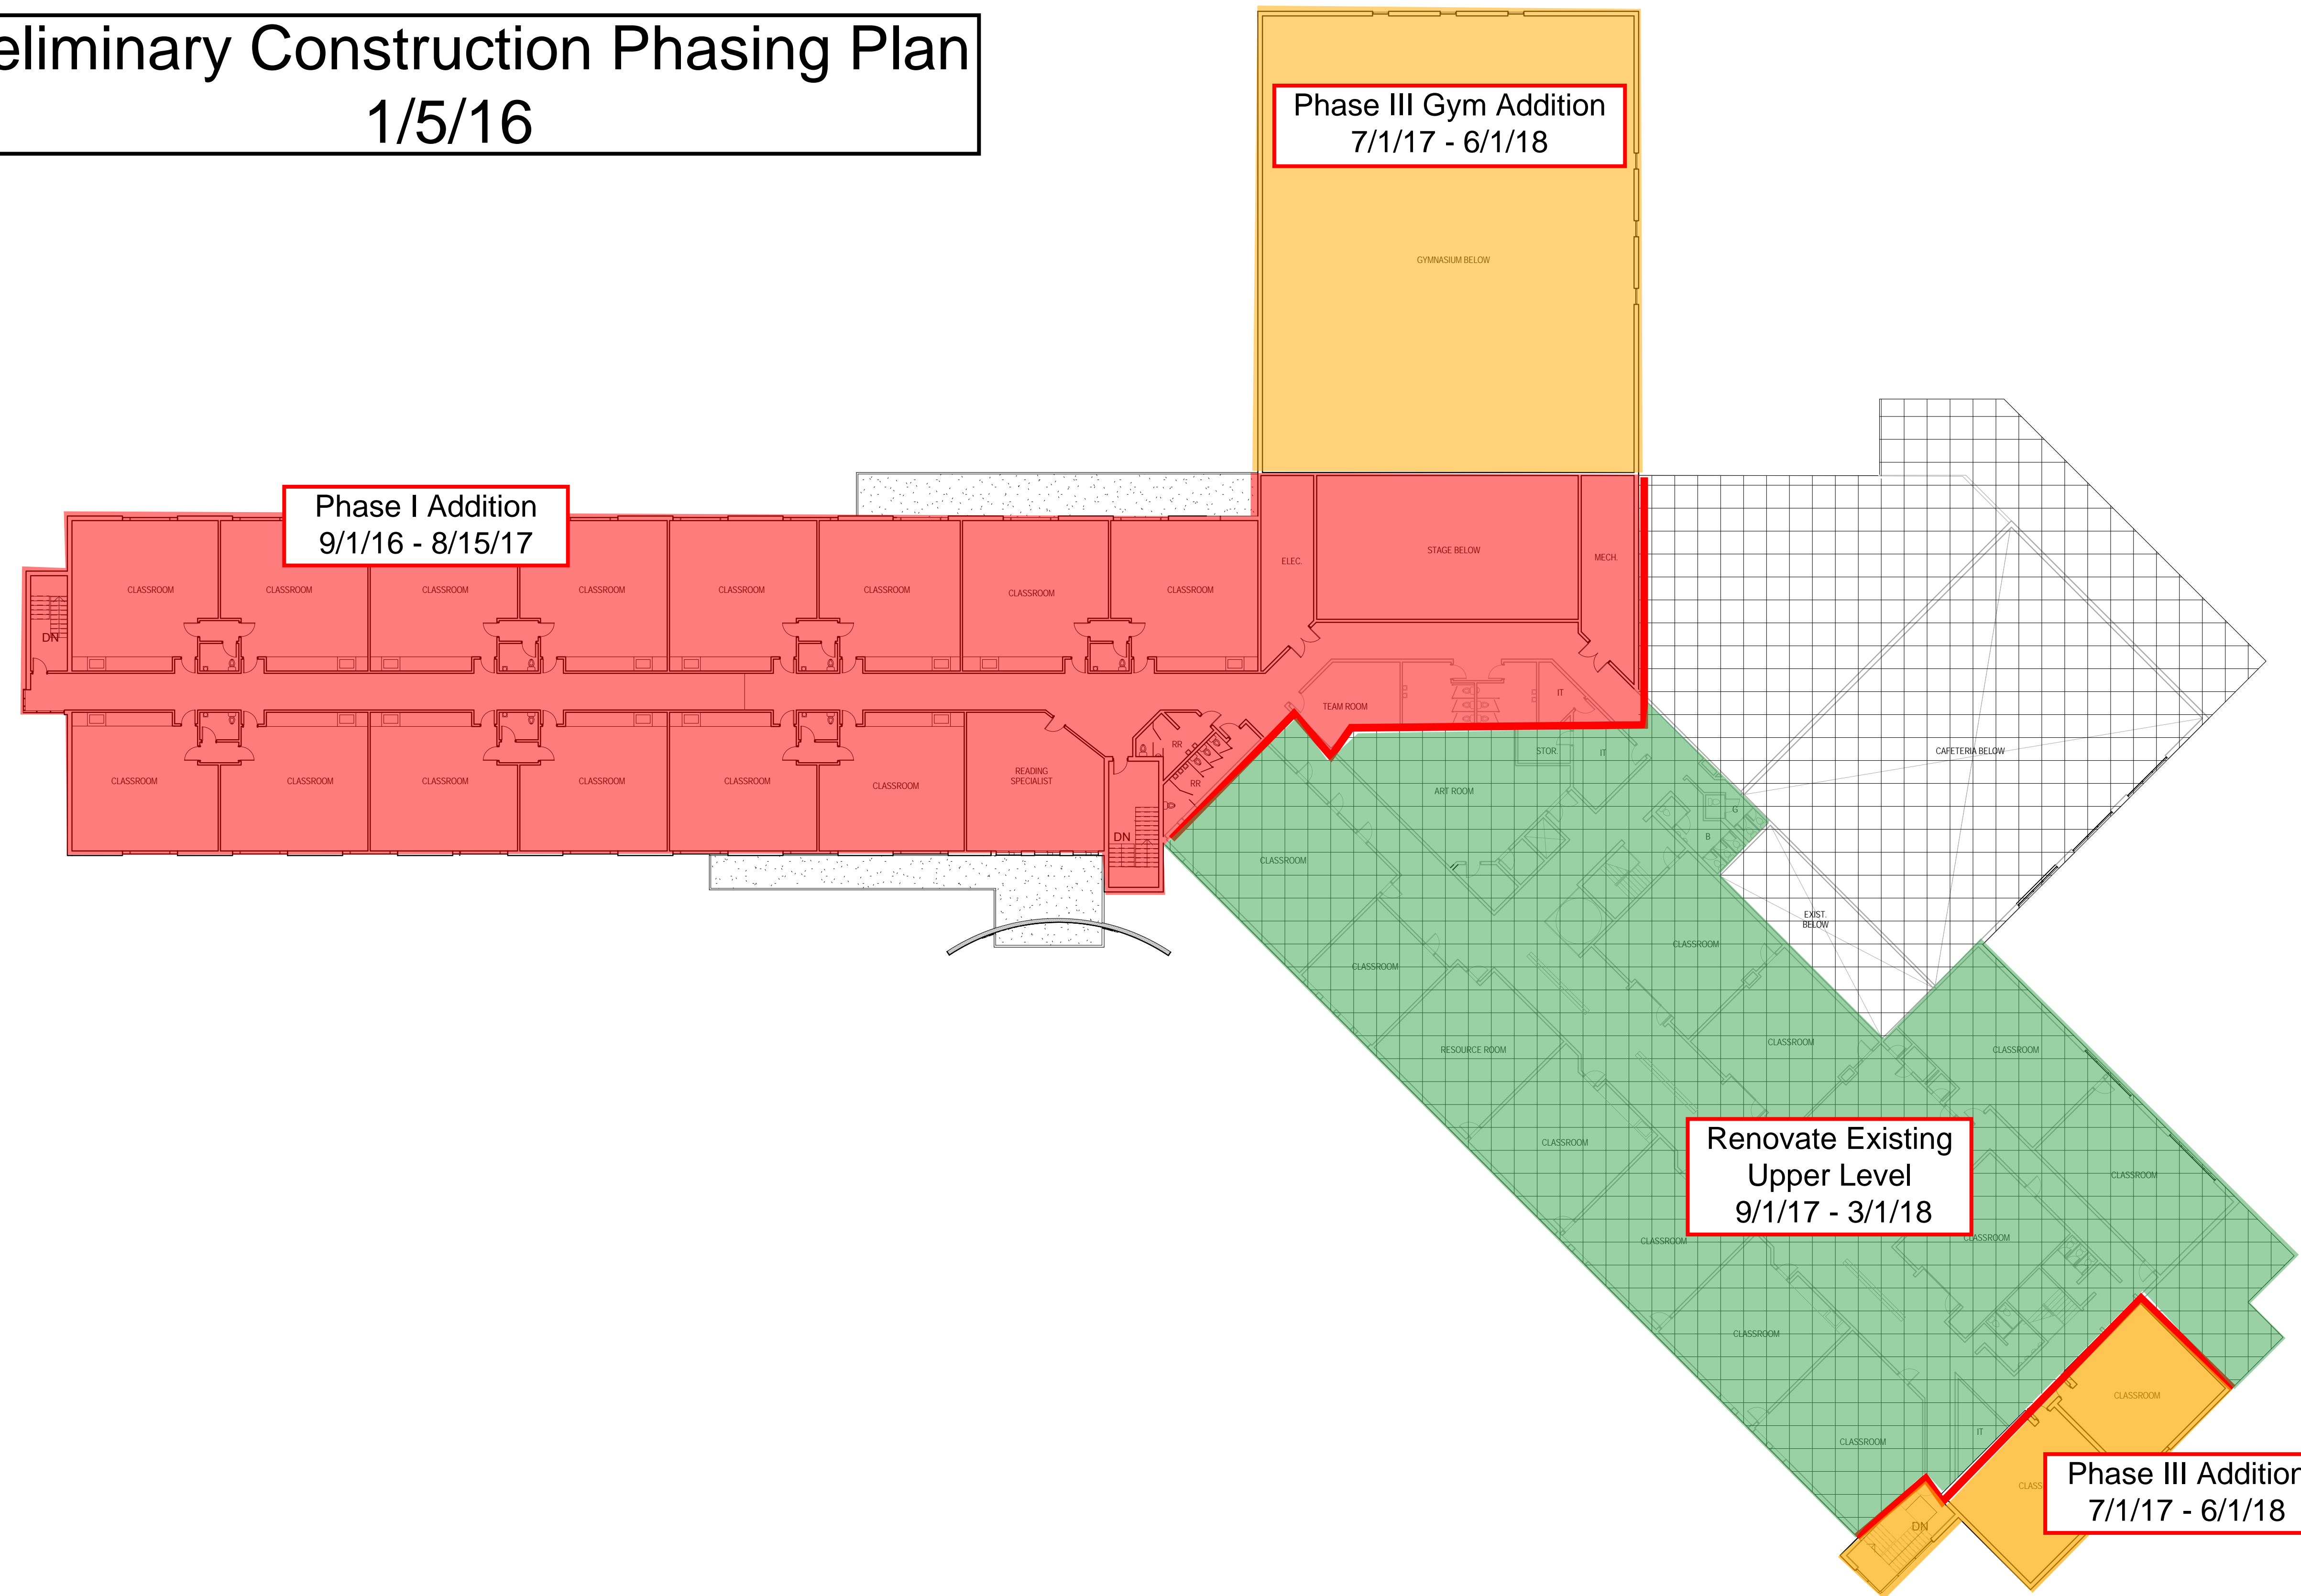 eliminary Construction Phasing Plan
1/5/16
Phase III Gym Addition
7/1/17 - 6/1/18
GYMNASIUM BELOW
Phase I Addition
9/1/16 - 8/15/17
CLASSROOM
CLASSROOM
CLASSROOM
CLASSROOM
CLASSROOM
CLASSROOM
CLASSROOM
CLASSROOM
ELEC.
STAGE BELOW
MECH.
DN
TEAM ROOM
IT
RR
RR
STOR.
IT
CAFETERIA BELOW
CLASSROOM
CLASSROOM
CLASSROOM
CLASSROOM
CLASSROOM
CLASSROOM
READING
SPECIALIST
ART ROOM
G
B
DN
CLASSROOM
EXIST.
BELOW
CLASSROOM
CLASSROOM
RESOURCE ROOM
CLASSROOM
CLASSROOM
CLASSROOM
Renovate Existing
Upper Level
9/1/17 - 3/1/18
CLASSROOM
CLASSROOM
CLASSROOM
CLASSROOM
CLASSROOM
CLASSROOM
IT
CLASS
Phase III Addition
7/1/17 - 6/1/18
DN